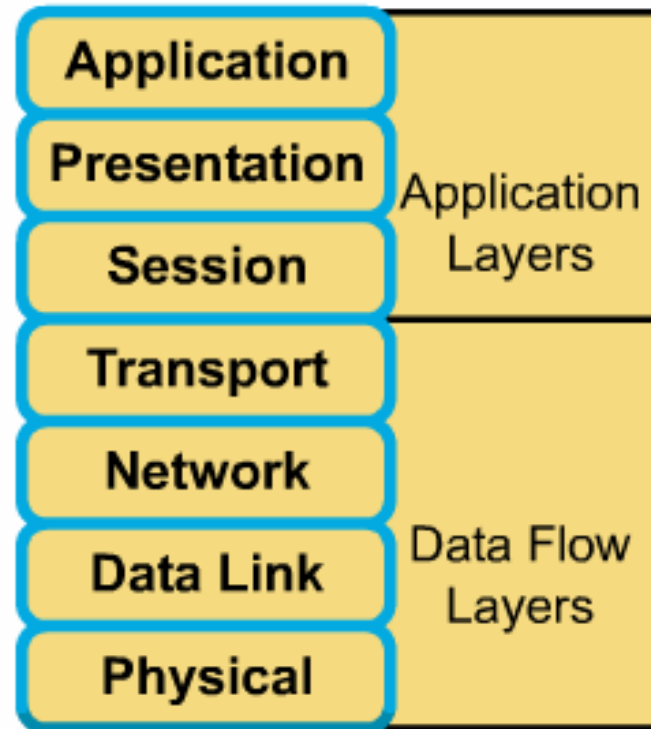 Application
Presentation
Session
Transport
Network
Data Link
Physical
Application
Layers
Data Flow
Layers